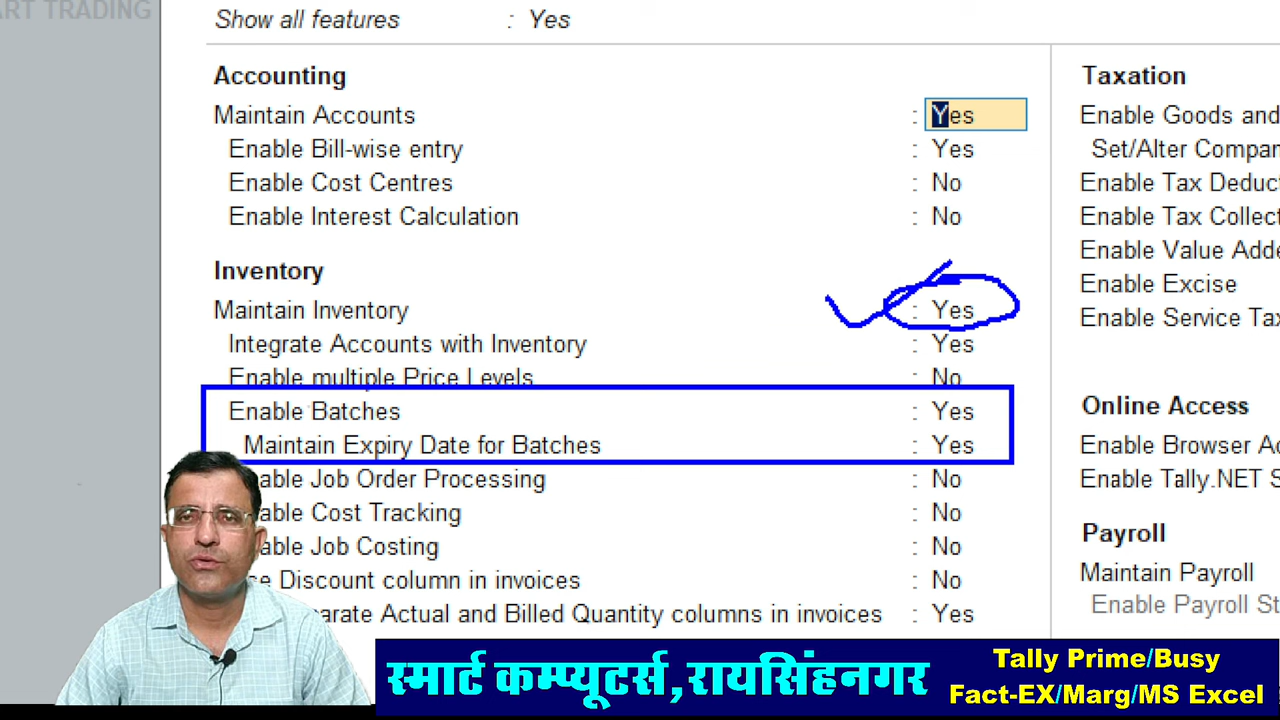 ART TRADING
Show all features : Yes
Accounting
Maintain Accounts : Yes
Enable Bill-wise entry : Yes
Enable Cost Centres : No
Enable Interest Calculation : No
Inventory
Maintain Inventory : Yes
Integrate Accounts with Inventory : Yes
Enable multiple Price Levels : No
Enable Batches : Yes
Maintain Expiry Date for Batches : Yes
able Job Order Processing : No
able Cost Tracking : No
able Job Costing : No
se Discount column in invoices : No
parate Actual and Billed Quantity columns in invoices : Yes
Taxation
Enable Goods and
Set/Alter Compan
Enable Tax Deduct
Enable Tax Collect
Enable Value Adde
Enable Excise
Enable Service Tax
Online Access
Enable Browser Ac
Enable Tally.NET S
Payroll
Maintain Payroll
Enable Payroll St
स्मार्ट कम्प्यूटर्स,रायसिंहनगर
Tally Prime/Busy
Fact-EX/Marg/MS Excel